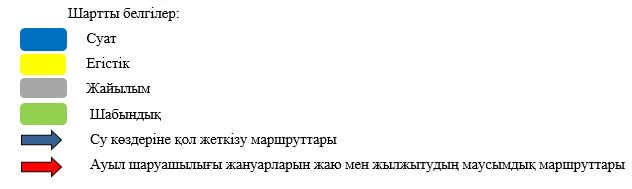 Шартты белгілер:
Суат
Егістік
Жайылым
Шабындық
Су көздеріне қол жеткізу маршруттары
Ауыл шаруашылығы жануарларын жаю мен жылжытудың маусымдық маршруттары